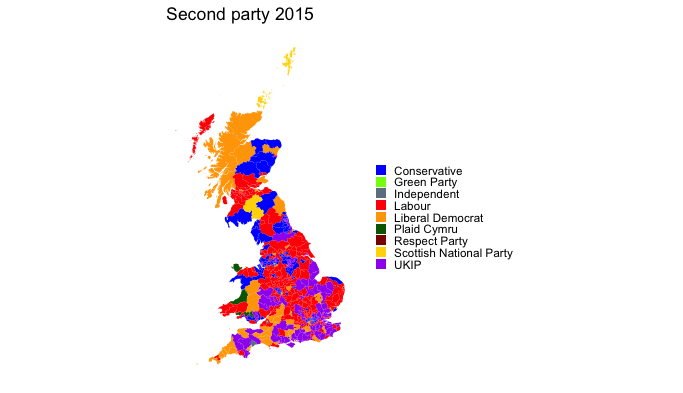 Second party 2015
Conservative
Green Party
Independent
Labour
Liberal Democrat
Plaid Cymru
Respect Party
Scottish National Party
UKIP